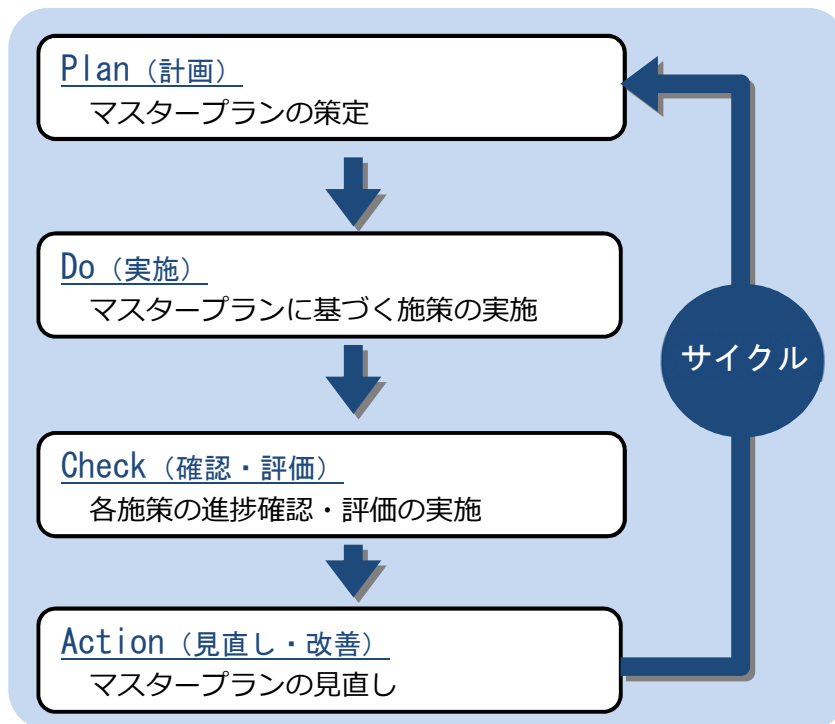 Plan（計画）
マスタープランの策定
Do（実施）
マスタープランに基づく施策の実施
サイクル
Check（確認・評価）
各施策の進捗確認・評価の実施
Action（見直し・改善）
マスタープランの見直し